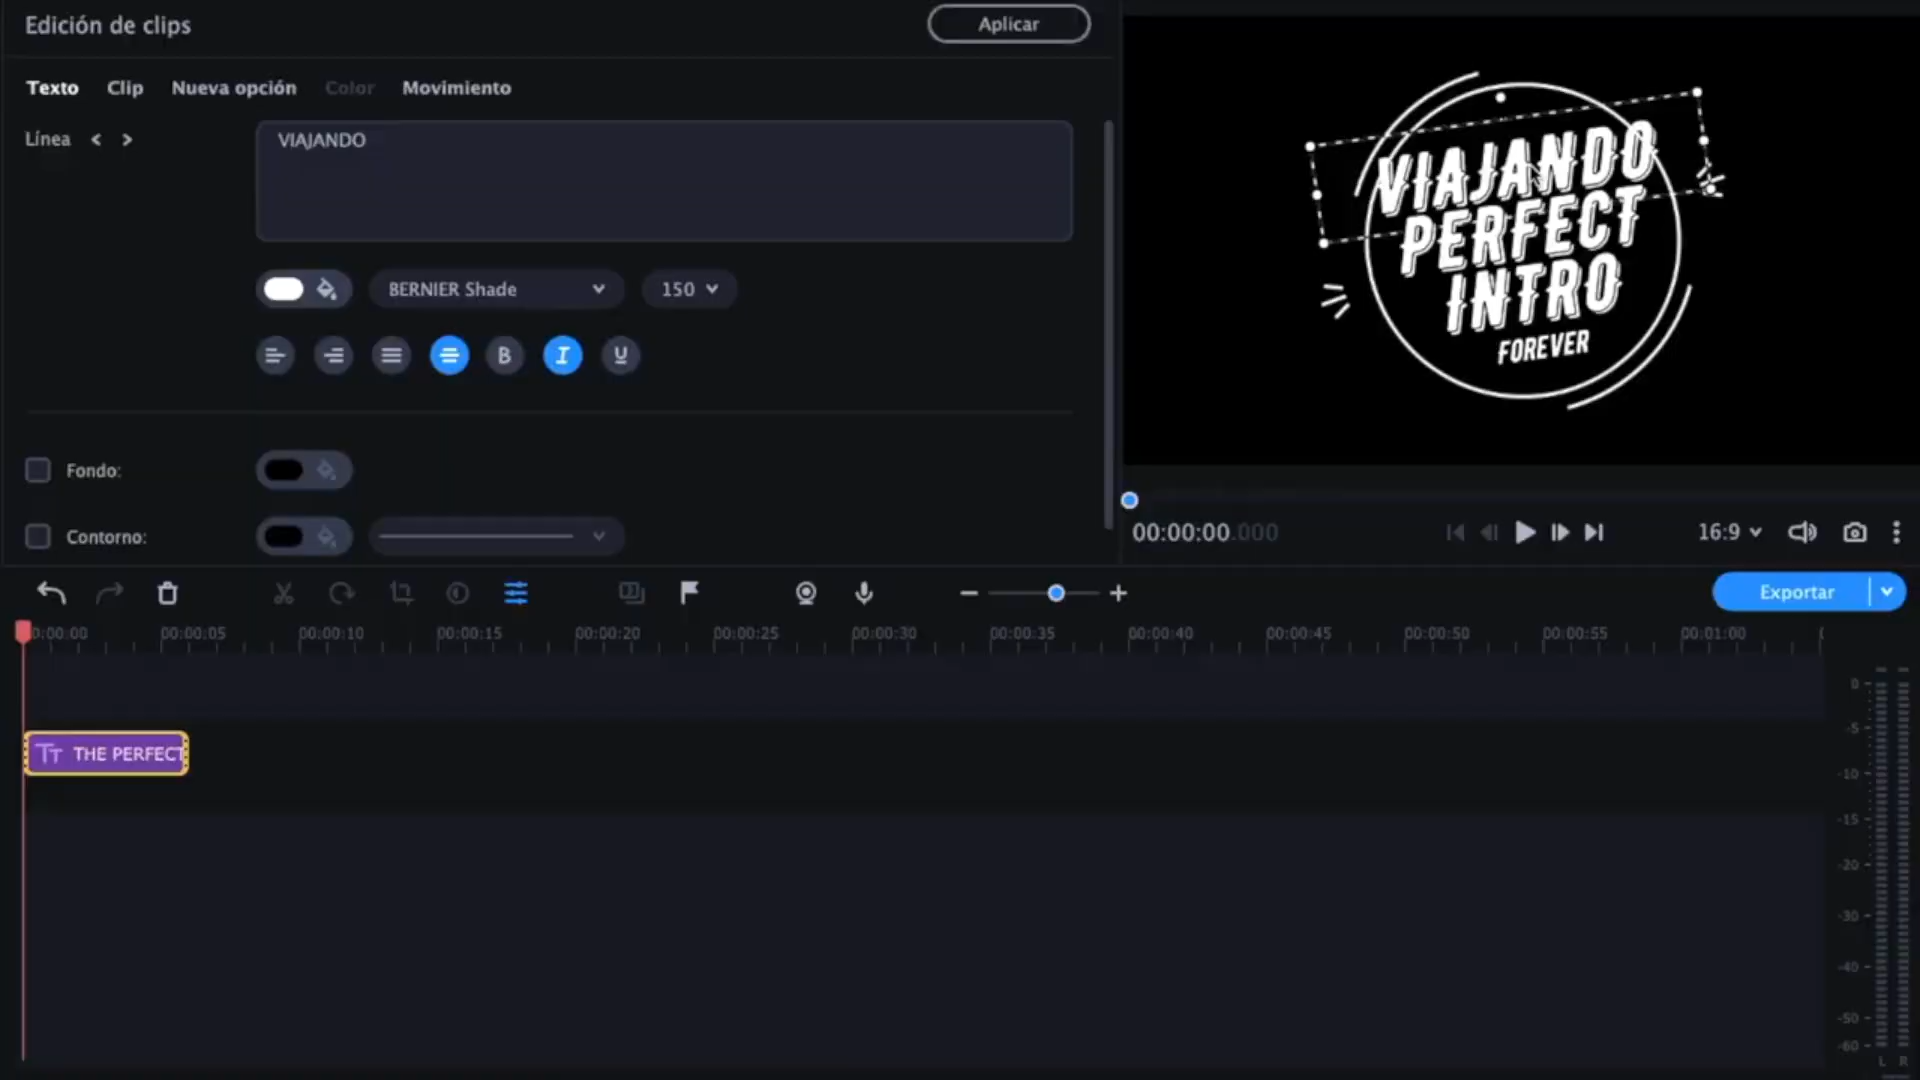 Edición de clips
Aplicar
Texto Clip Nueva opción Color Movimiento
Línea
VIAJANDO
BERNIER Shade 150
B I U
Fondo:
Contorno:
VIAJANDO
PERFECT
INTRO
FOREVER
00:00:00.000
16:9
Exportar
0:00:00 00:00:05 00:00:10 00:00:15 00:00:20 00:00:25 00:00:30 00:00:35 00:00:40 00:00:45 00:00:50 00:00:55 00:01:00
Tт THE PERFECT
0
-5
-10
-15
-20
-30
-40
-50
-60
L R